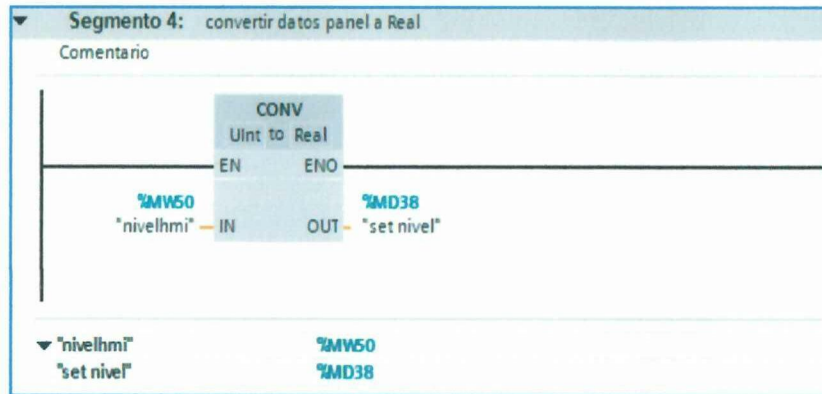 Segmento 4: convertir datos panel a Real
Comentario
CONV
UInt to Real
EN ENO
%MW50 %MD38
"nivelhmi" IN OUT "set nivel"
"nivelhmi" %MW50
"set nivel" %MD38